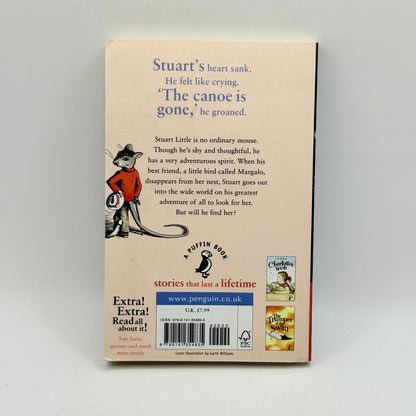 Stuart's heart sank.
He felt like crying.
'The canoe is
gone,' he groaned.
Stuart Little is no ordinary mouse.
Though he's shy and thoughtful, he
has a very adventurous spirit. When his
best friend, a little bird called Margalo,
disappears from her nest, Stuart goes out
into the wide world on his greatest
adventure of all to look for her.
But will he find her?
A PUFFIN BOOK
stories that last a lifetime
Charlotte's
Web
The
Trumpet
of the
Swan
Extra!
Extra!
Read all
about it!
Fun facts,
quizzes and much
more inside
www.penguin.co.uk
U.K. £7.99
90000
FSC
Cover illustration by Garth Williams